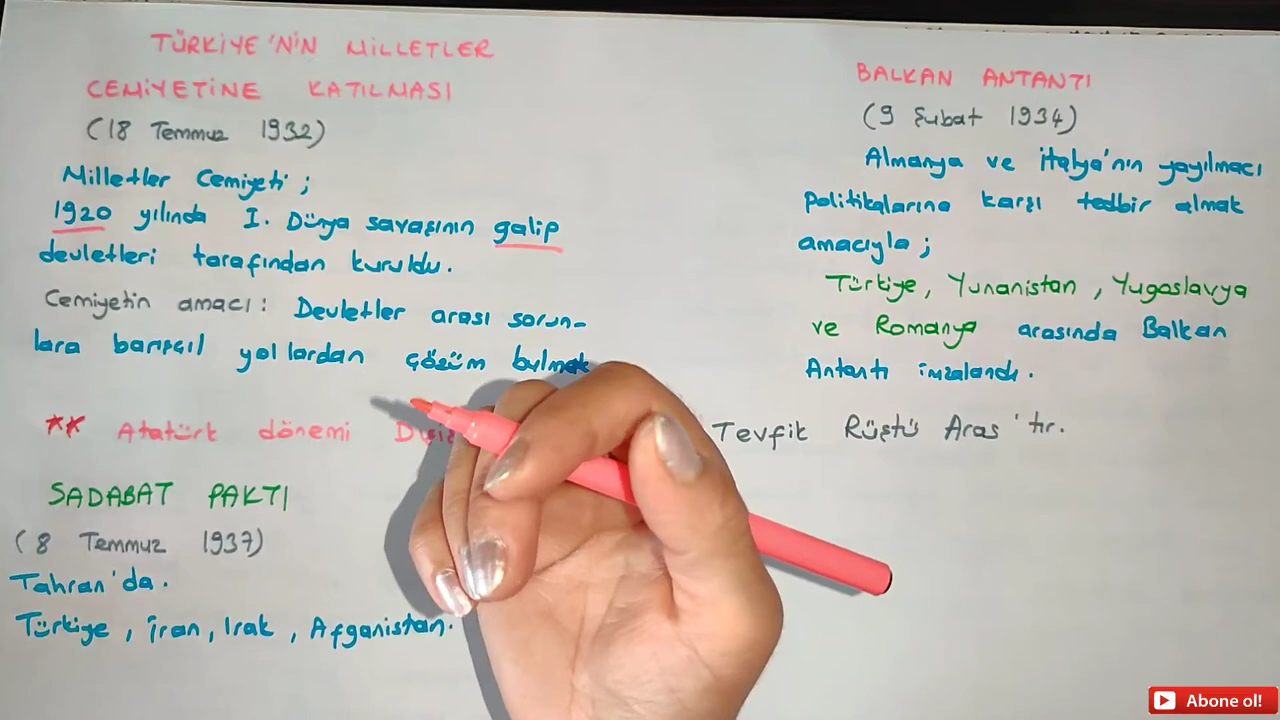 TÜRKİYE'NİN MİLLETLER
CEMİYETİNE KATILMASI
(18 Temmuz 1932)
Milletler Cemiyeti;
1920 yılında I. Dünya savaşının galip
devletleri tarafından kuruldu.
Cemiyetin amacı: Devletler arası sorun-
lara barışçıl yollardan çözüm bulmak
** Atatürk dönemi Tevfik Rüştü Aras'tır.
SADABAT PAKTI
(8 Temmuz 1937)
Tahran'da.
Türkiye, İran, Irak, Afganistan.
BALKAN ANTANTI
(9 Şubat 1934)
Almanya ve İtalya'nın yayılmacı
Politikalarına karşı tedbir almak
amacıyla;
Türkiye, Yunanistan, Yugoslavya
ve Romanya arasında Balkan
Antantı imzalandı.
Abone ol!